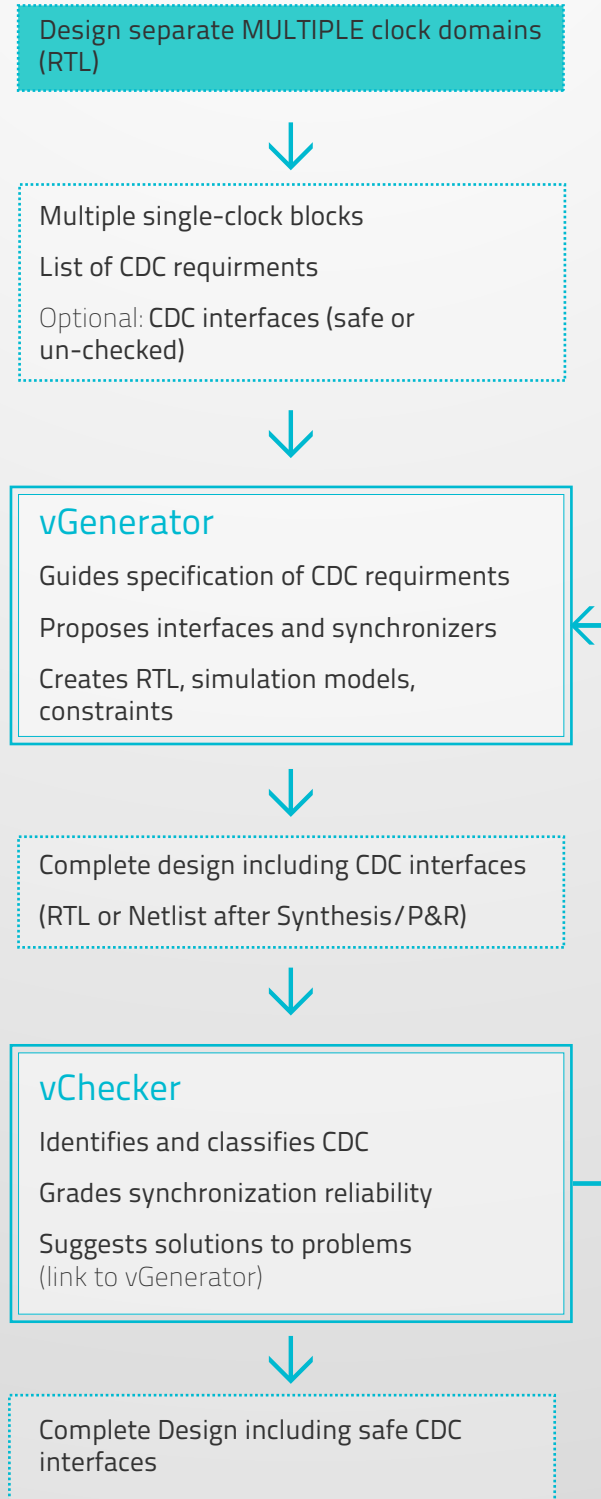 Design separate MULTIPLE clock domains
(RTL)
Multiple single-clock blocks
List of CDC requirments
Optional: CDC interfaces (safe or
un-checked)
vGenerator
Guides specification of CDC requirments
Proposes interfaces and synchronizers
Creates RTL, simulation models,
constraints
Complete design including CDC interfaces
(RTL or Netlist after Synthesis/P&R)
vChecker
Identifies and classifies CDC
Grades synchronization reliability
Suggests solutions to problems
(link to vGenerator)
Complete Design including safe CDC
interfaces